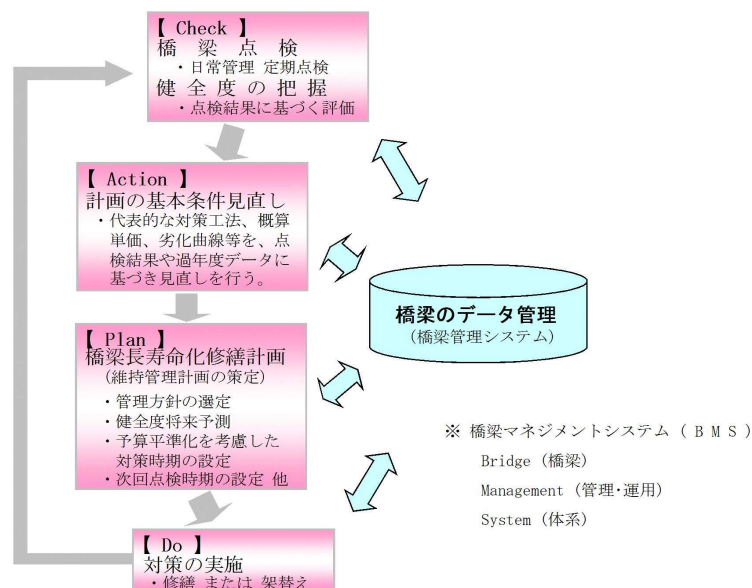 【 Check 】
橋 梁 点 検
・日常管理 定期点検
健 全 度 の 把 握
・点検結果に基づく評価
【 Action 】
計画の基本条件見直し
・代表的な対策工法、概算
単価、劣化曲線等を、点
検結果や過年度データに
基づき見直しを行う。
【 Plan 】
橋梁長寿命化修繕計画
(維持管理計画の策定)
・管理方針の選定
・健全度将来予測
・予算平準化を考慮した
対策時期の設定
・次回点検時期の設定 他
【 Do 】
対策の実施
・修繕 または 架替え
橋梁のデータ管理
(橋梁管理システム)
※ 橋梁マネジメントシステム ( B M S )
Bridge (橋梁)
Management (管理・運用)
System (体系)